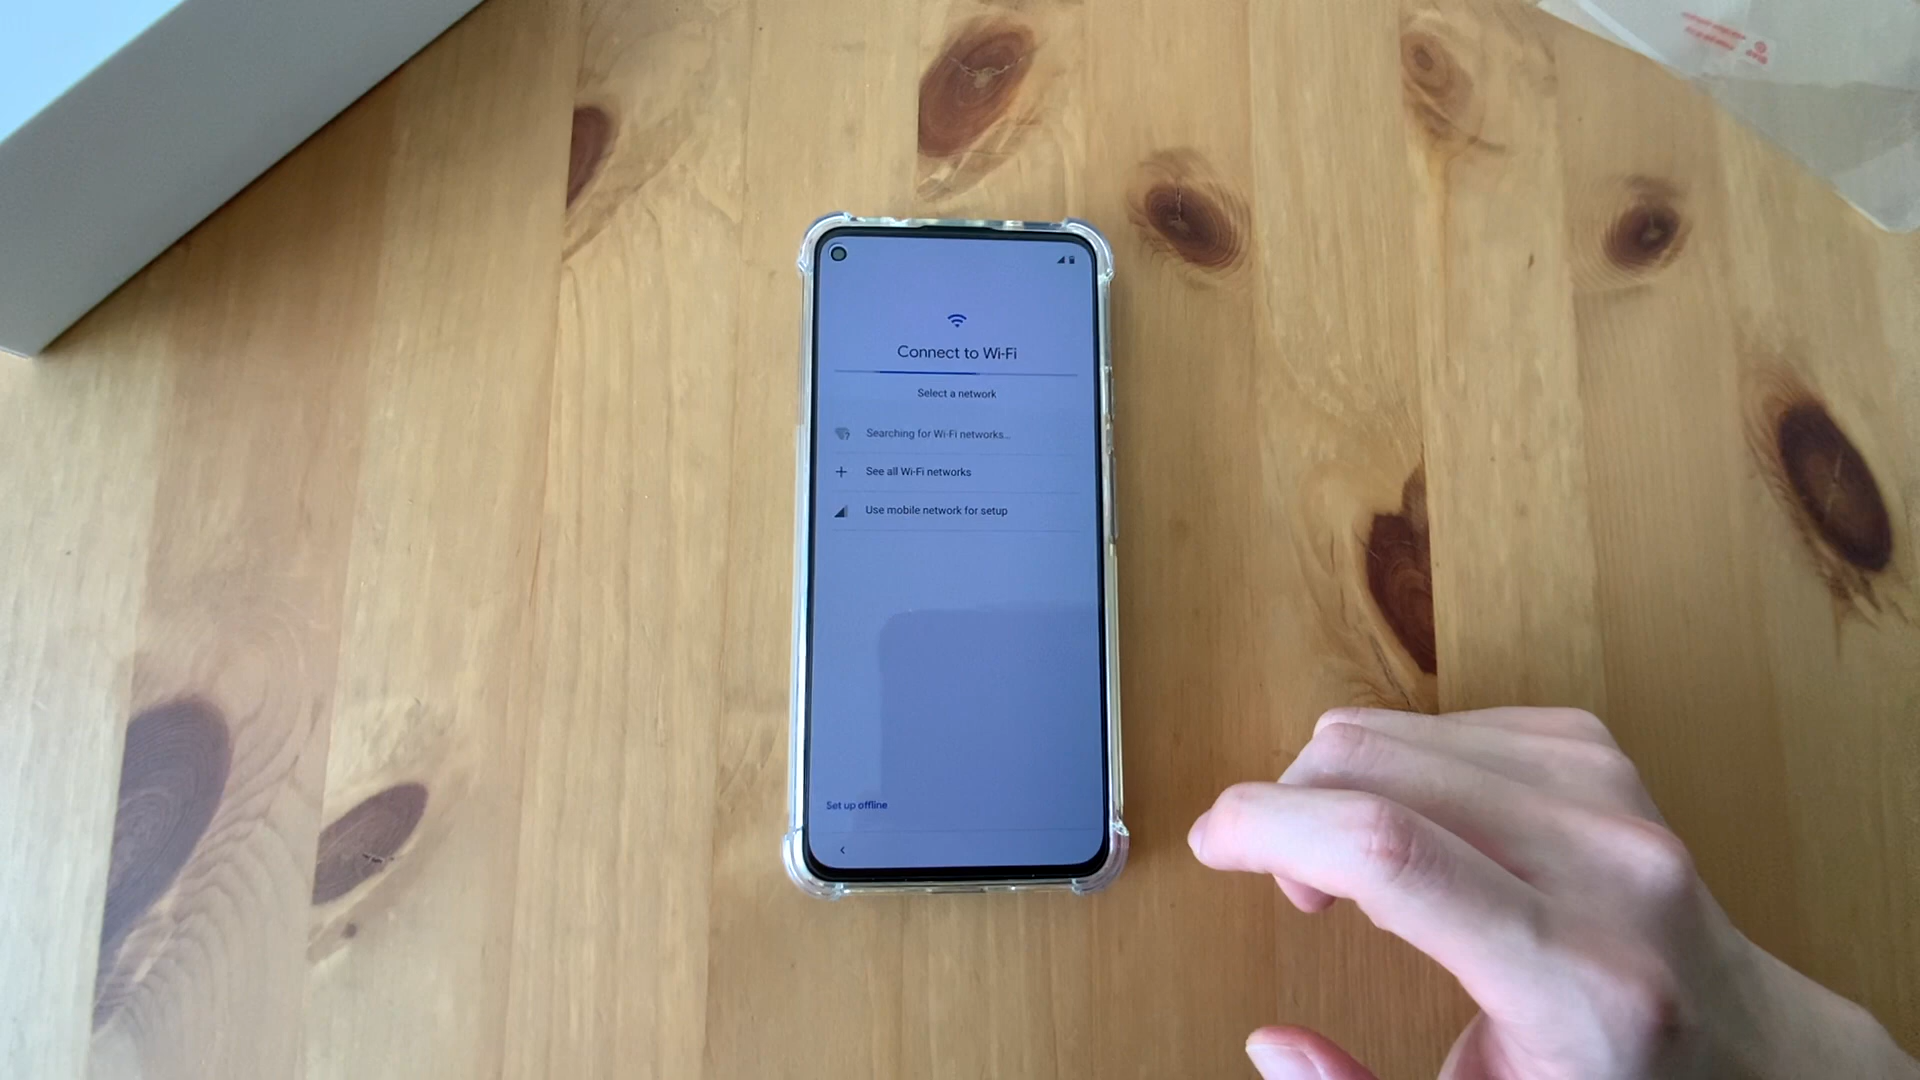 Connect to Wi-Fi
Select a network
Searching for Wi-Fi networks…
See all Wi-Fi networks
Use mobile network for setup
Set up offline